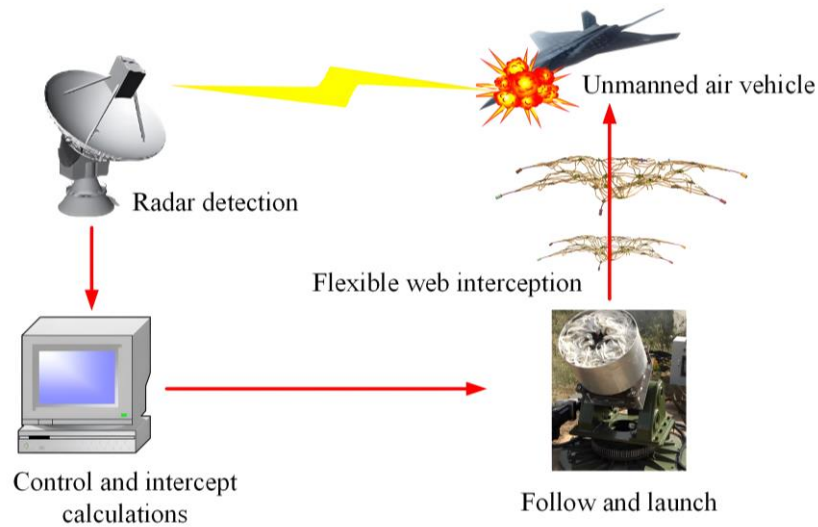 Unmanned air vehicle
Radar detection
Flexible web interception
Control and intercept
calculations
Follow and launch